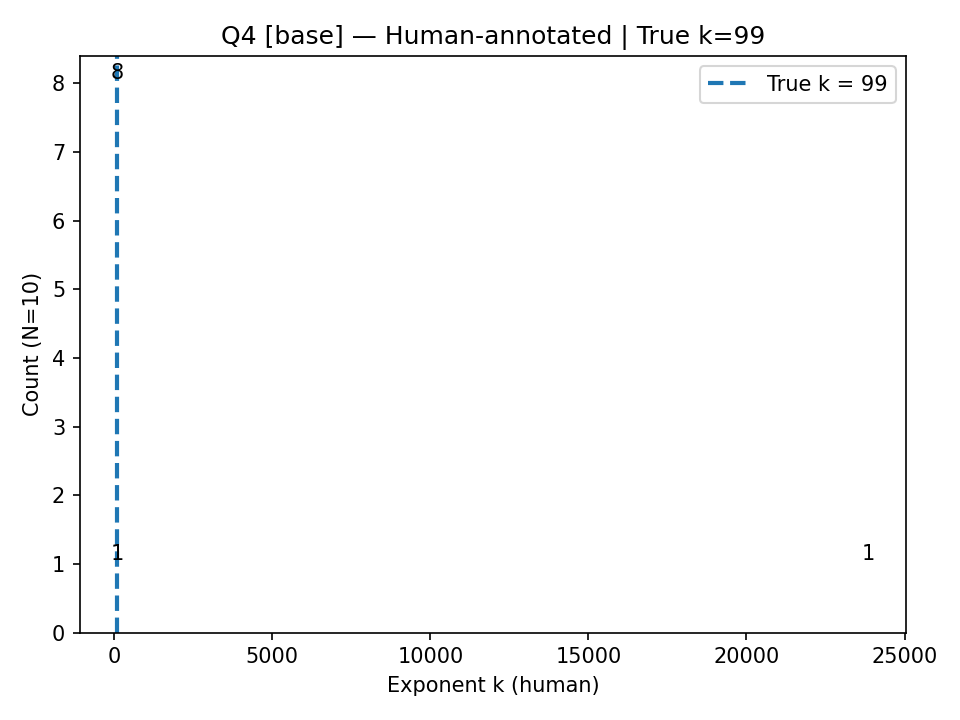 Q4 [base] — Human-annotated | True k=99
True k = 99
8
7
6
5
4
3
2
1
0
Count (N=10)
8
1
1
0 5000 10000 15000 20000 25000
Exponent k (human)